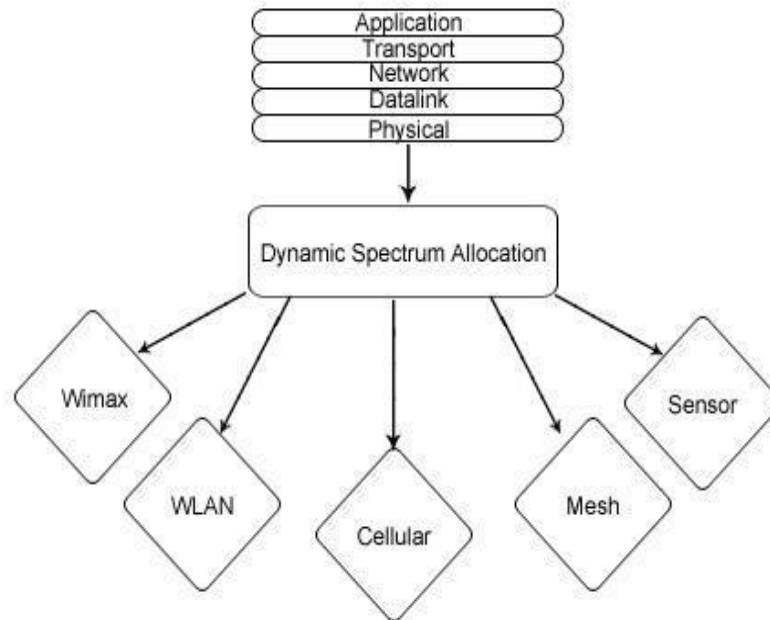 Application
Transport
Network
Datalink
Physical
Dynamic Spectrum Allocation
Wimax
WLAN
Cellular
Mesh
Sensor